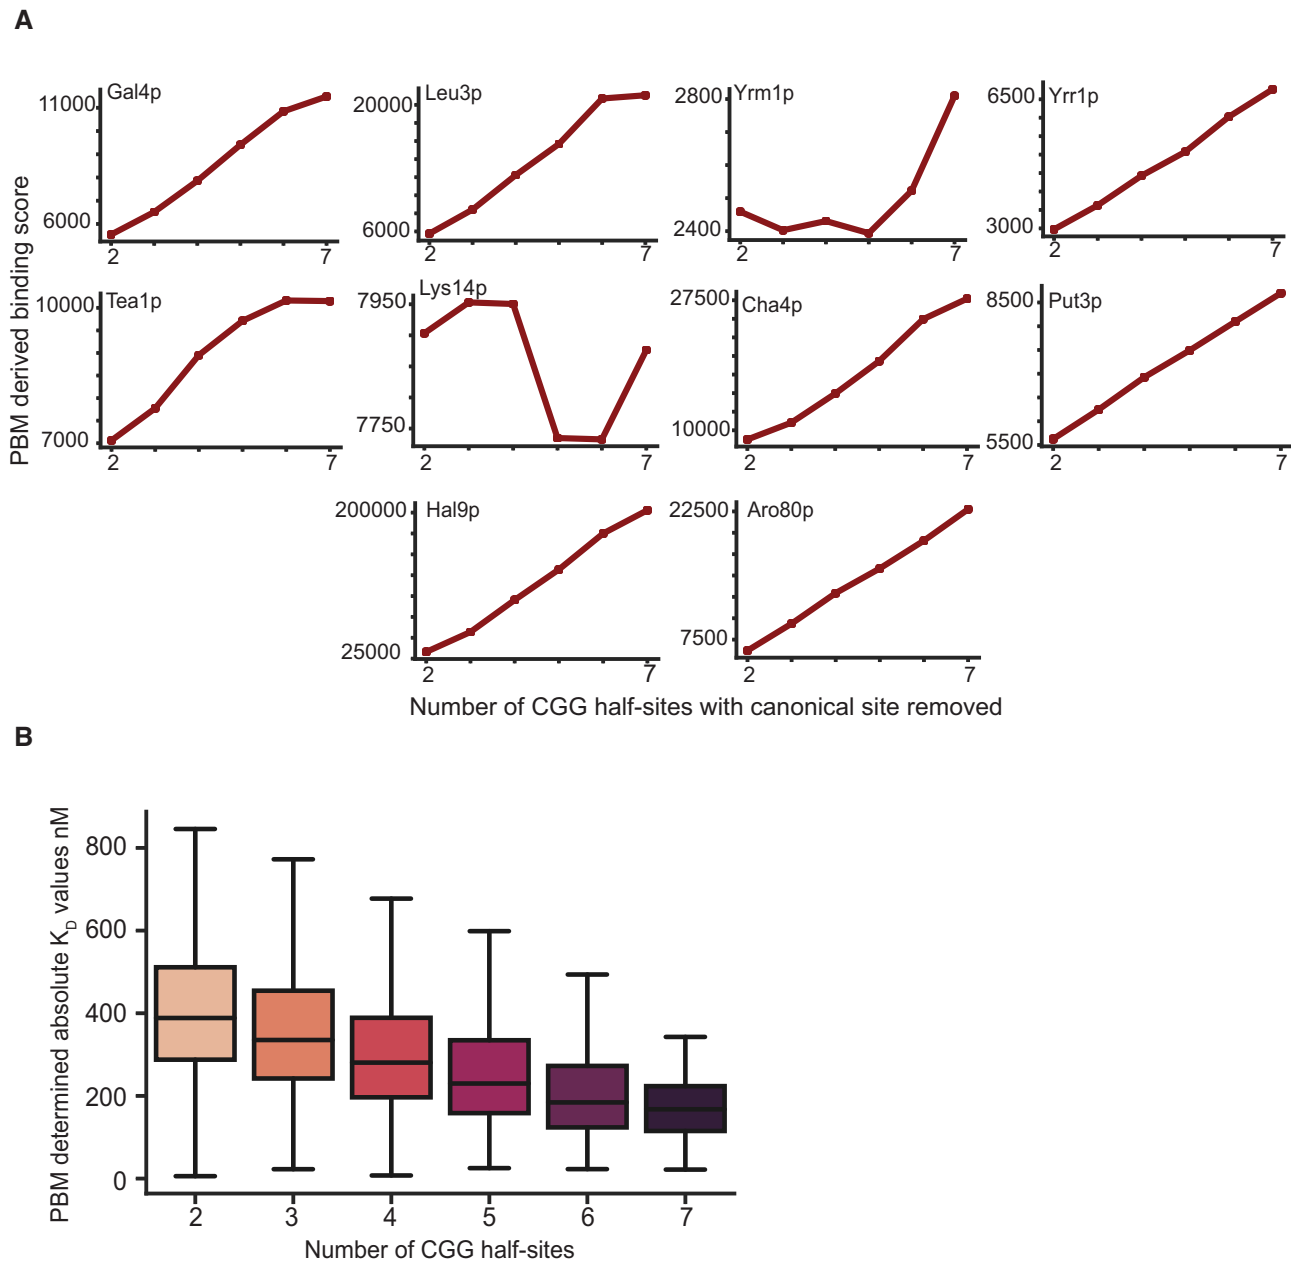 A
PBM derived binding score
Gal4p
11000
6000
2
7
Leu3p
20000
6000
2
7
Yrm1p
2800
2400
2
7
Yrr1p
6500
3000
2
7
Tea1p
10000
7000
2
7
Lys14p
7950
7750
2
7
Cha4p
27500
10000
2
7
Put3p
8500
5500
2
7
Hal9p
200000
25000
2
7
Aro80p
22500
7500
2
7
Number of CGG half-sites with canonical site removed
B
PBM determined absolute KD values nM
800
600
400
200
0
2 3 4 5 6 7
Number of CGG half-sites